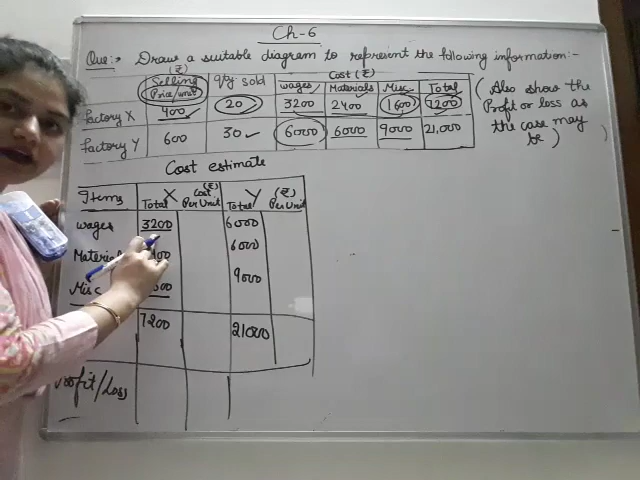 Ch-6
Que:→ Draw a suitable diagram to represent the following information:-
Selling Price/unit (₹) qty sold Cost (₹)
wages Materials Misc Total
Factory X 400 20 3200 2400 1600 7200
Factory Y 600 30 6000 6000 9000 21,000
( Also show the
Profit or loss as
the case may
be )
Cost estimate
Items X Total Cost (₹) Per Unit Y Total (₹) Per Unit
Wages 3200 6000
Material 6000
Misc 9000
7200 21000
Profit/Loss